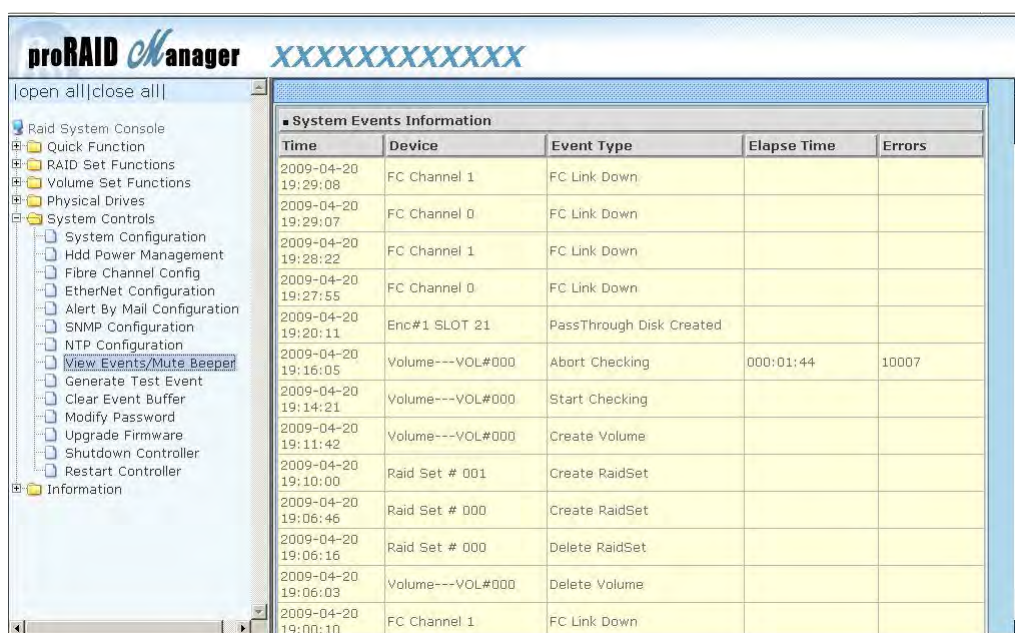 proRAID Manager XXXXXXXXXXXXX
|open all|close all|
Raid System Console
Quick Function
RAID Set Functions
Volume Set Functions
Physical Drives
System Controls
System Configuration
Hdd Power Management
Fibre Channel Config
EtherNet Configuration
Alert By Mail Configuration
SNMP Configuration
NTP Configuration
View Events/Mute Beeper
Generate Test Event
Clear Event Buffer
Modify Password
Upgrade Firmware
Shutdown Controller
Restart Controller
Information
System Events Information
Time Device Event Type Elapse Time Errors
2009-04-20 19:29:08 FC Channel 1 FC Link Down
2009-04-20 19:29:07 FC Channel 0 FC Link Down
2009-04-20 19:28:22 FC Channel 1 FC Link Down
2009-04-20 19:27:55 FC Channel 0 FC Link Down
2009-04-20 19:20:11 Enc#1 SLOT 21 PassThrough Disk Created
2009-04-20 19:16:05 Volume---VOL#000 Abort Checking 000:01:44 10007
2009-04-20 19:14:21 Volume---VOL#000 Start Checking
2009-04-20 19:11:42 Volume---VOL#000 Create Volume
2009-04-20 19:10:00 Raid Set # 001 Create RaidSet
2009-04-20 19:06:46 Raid Set # 000 Create RaidSet
2009-04-20 19:06:16 Raid Set # 000 Delete RaidSet
2009-04-20 19:06:03 Volume---VOL#000 Delete Volume
2009-04-20 19:00:10 FC Channel 1 FC Link Down